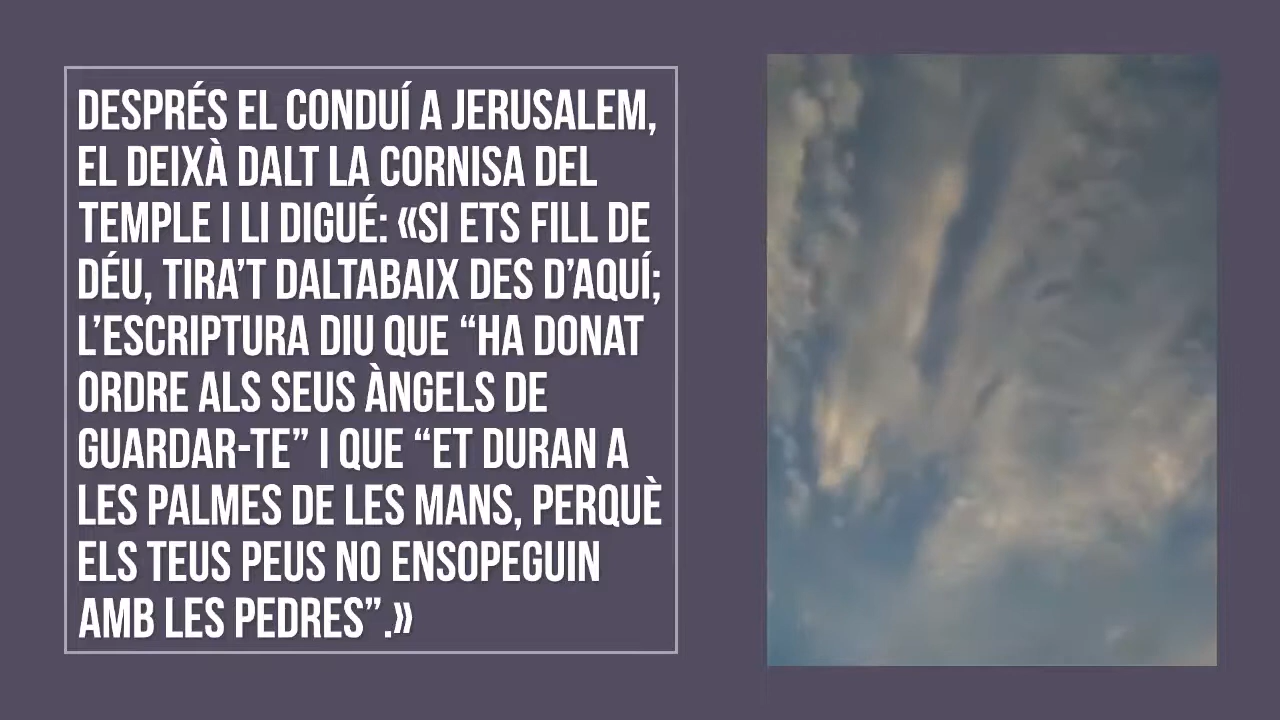 DESPRÉS EL CONDUÍ A JERUSALEM,
EL DEIXÀ DALT LA CORNISA DEL
TEMPLE I LI DIGUÉ: «SI ETS FILL DE
DÉU, TIRA’T DALTABAIX DES D’AQUÍ;
L’ESCRIPTURA DIU QUE “HA DONAT
ORDRE ALS SEUS ÀNGELS DE
GUARDAR-TE” I QUE “ET DURAN A
LES PALMES DE LES MANS, PERQUÈ
ELS TEUS PEUS NO ENSOPEGUIN
AMB LES PEDRES”.»